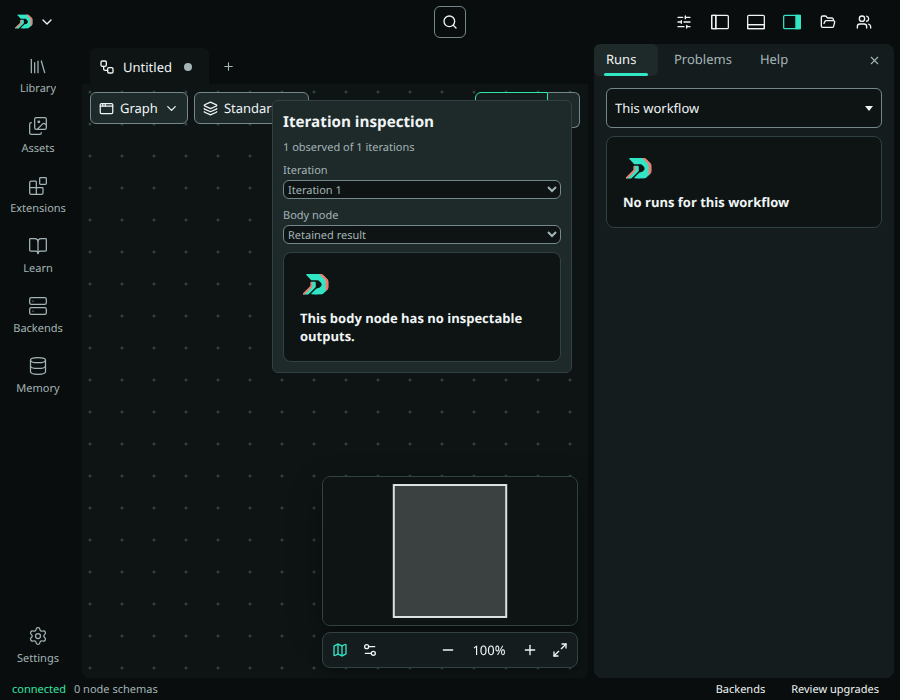 Runs
Problems
Help
Library
Assets
Extensions
Learn
Backends
Memory
Settings
Untitled
Graph
Standar
Iteration inspection
1 observed of 1 iterations
Iteration
Iteration 1
Body node
Retained result
This body node has no inspectable
outputs.
100%
This workflow
No runs for this workflow
connected
0 node schemas
Backends
Review upgrades